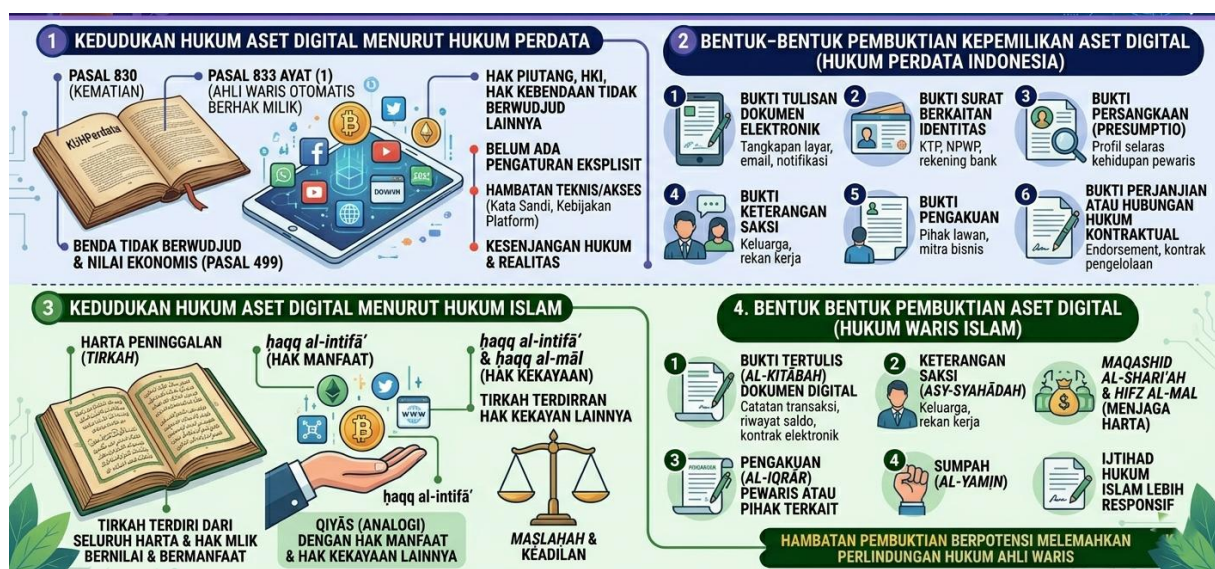 1 KEDUDUKAN HUKUM ASET DIGITAL MENURUT HUKUM PERDATA
PASAL 830
(KEMATIAN)
PASAL 833 AYAT (1)
(AHLI WARIS OTOMATIS
BERHAK MILIK)
KUHPerdata
HAK PIUTANG, HKI,
HAK KEBENDAAN TIDAK
BERWUDJUD
LAINNYA
BELUM ADA
PENGATURAN EKSPLISIT
HAMBATAN TEKNIS/AKSES
(Kata Sandi, Kebijakan
Platform)
KESENJANGAN HUKUM
& REALITAS
BENDA TIDAK BERWUDJUD
& NILAI EKONOMIS (PASAL 499)
2 BENTUK-BENTUK PEMBUKTIAN KEPEMILIKAN ASET DIGITAL
(HUKUM PERDATA INDONESIA)
1 BUKTI TULISAN
DOKUMEN
ELEKTRONIK
Tangkapan layar,
email, notifikasi
2 BUKTI SURAT
BERKAITAN
IDENTITAS
KTP, NPWP,
rekening bank
3 BUKTI
PERSANGKAAN
(PRESUMPTIO)
Profil selaras
kehidupan pewaris
4 BUKTI
KETERANGAN
SAKSI
Keluarga,
rekan kerja
5 BUKTI
PENGAKUAN
Pihak lawan,
mitra bisnis
6 BUKTI PERJANJIAN
ATAU HUBUNGAN
HUKUM
KONTRAKTUAL
Endorsement, kontrak
pengelolaan
3 KEDUDUKAN HUKUM ASET DIGITAL MENURUT HUKUM ISLAM
HARTA PENINGGALAN
(TIRKAH)
ḥaqq al-intifā'
(HAK MANFAAT)
WWW
ḥaqq al-intifā'
& ḥaqq al-māl
(HAK KEKAYAAN)
TIRKAH TERDIRRAN
HAK KEKAYAN LAINNYA
ḥaqq al-intifā'
TIRKAH TERDIRI DARI
SELURUH HARTA & HAK MLIK
BERNILAI & BERMANFAAT
QIYĀS (ANALOGI)
DENGAN HAK MANFAAT
& HAK KEKAYAAN LAINNYA
MAṢLAḤAH &
KEADILAN
4. BENTUK BENTUK PEMBUKTIAN ASET DIGITAL
(HUKUM WARIS ISLAM)
1 BUKTI TERTULIS
(AL-KITĀBAH)
DOKUMEN DIGITAL
Catatan transaksi,
riwayat saldo,
kontrak elektronik
2 KETERANGAN
SAKSI
(ASY-SYAHĀDAH)
Keluarga,
rekan kerja
MAQASHID
AL-SHARI'AH
& HIFZ AL-MAL
(MENJAGA
HARTA)
3 PENGAKUAN
(AL-IQRĀR)
PEWARIS ATAU
PIHAK TERKAIT
4 SUMPAH
(AL-YAMIN)
IJTIHAD
HUKUM
ISLAM LEBIH
RESPONSIF
HAMBATAN PEMBUKTIAN BERPOTENSI MELEMAHKAN
PERLINDUNGAN HUKUM AHLI WARIS